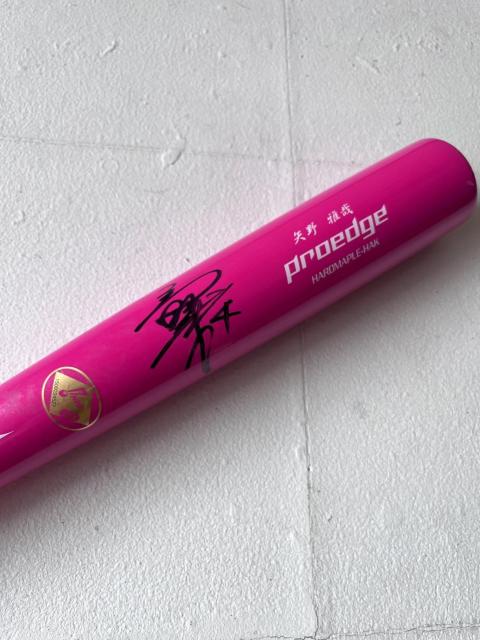 矢野 雅哉
proedge
HARDMAPLE-HAK